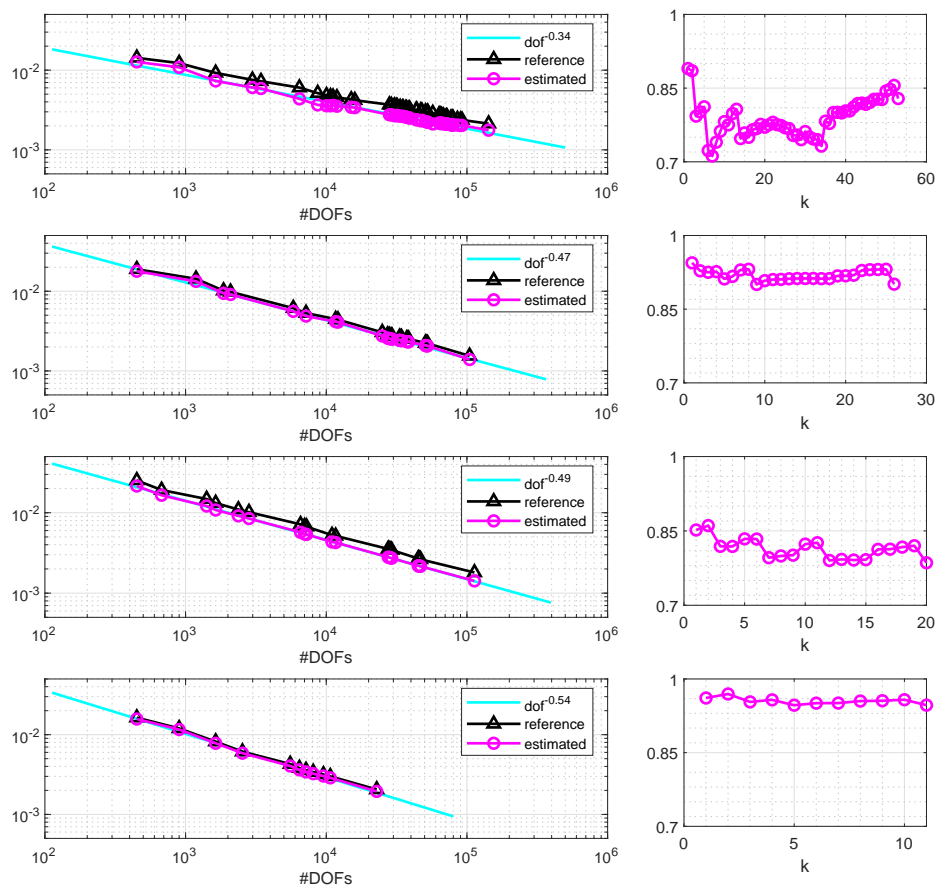 10^-2
10^-3
10^2 10^3 10^4 10^5 10^6
#DOFs
dof^-0.34
reference
estimated
1
0.85
0.7
0 20 40 60
k
10^-2
10^-3
10^2 10^3 10^4 10^5 10^6
#DOFs
dof^-0.47
reference
estimated
1
0.85
0.7
0 10 20 30
k
10^-2
10^-3
10^2 10^3 10^4 10^5 10^6
#DOFs
dof^-0.49
reference
estimated
1
0.85
0.7
0 5 10 15 20
k
10^-2
10^-3
10^2 10^3 10^4 10^5 10^6
#DOFs
dof^-0.54
reference
estimated
1
0.85
0.7
0 5 10
k